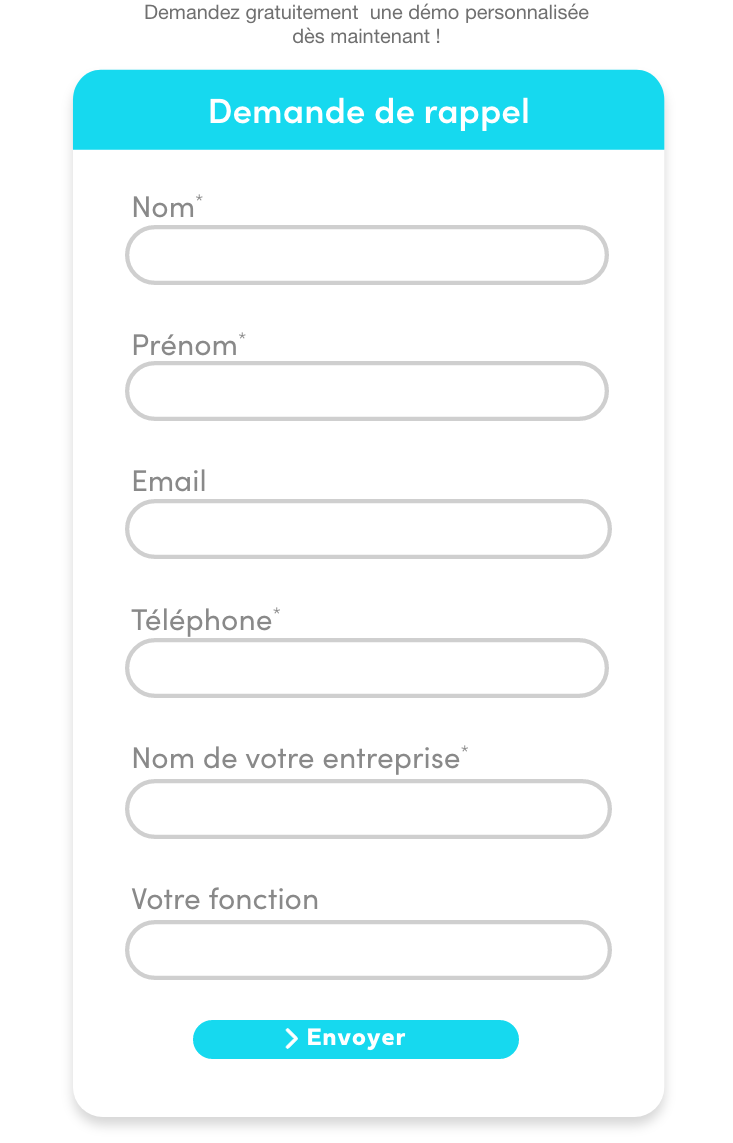 Demandez gratuitement  une démo personnalisée
dès maintenant !
Demande de rappel
Nom*
Prénom*
Email
Téléphone*
Nom de votre entreprise*
Votre fonction
Envoyer